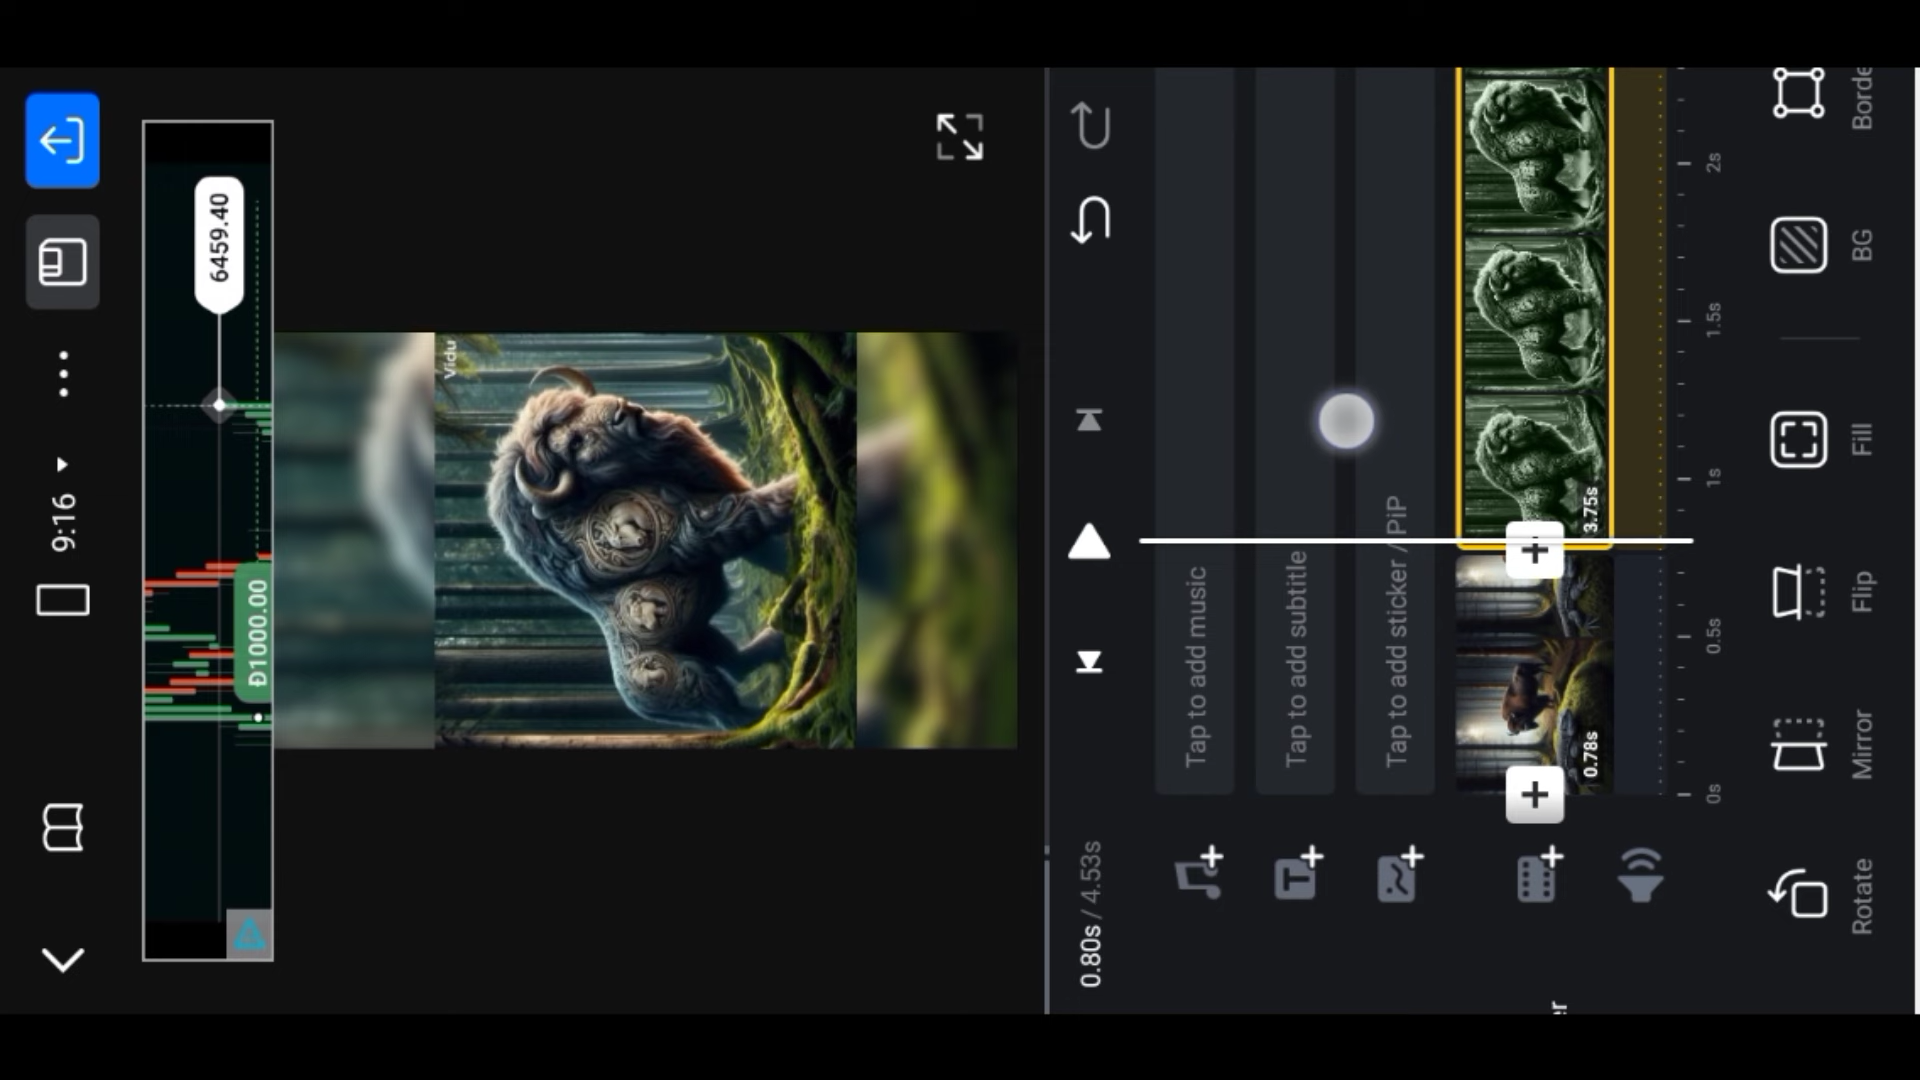 9:16
6459.40
Đ1000.00
Vidu
0.80s / 4.53s
Tap to add music
Tap to add subtitle
Tap to add sticker / PiP
0.78s
3.75s
0s
0.5s
1s
1.5s
2s
Rotate
Mirror
Flip
Fill
BG
Borde